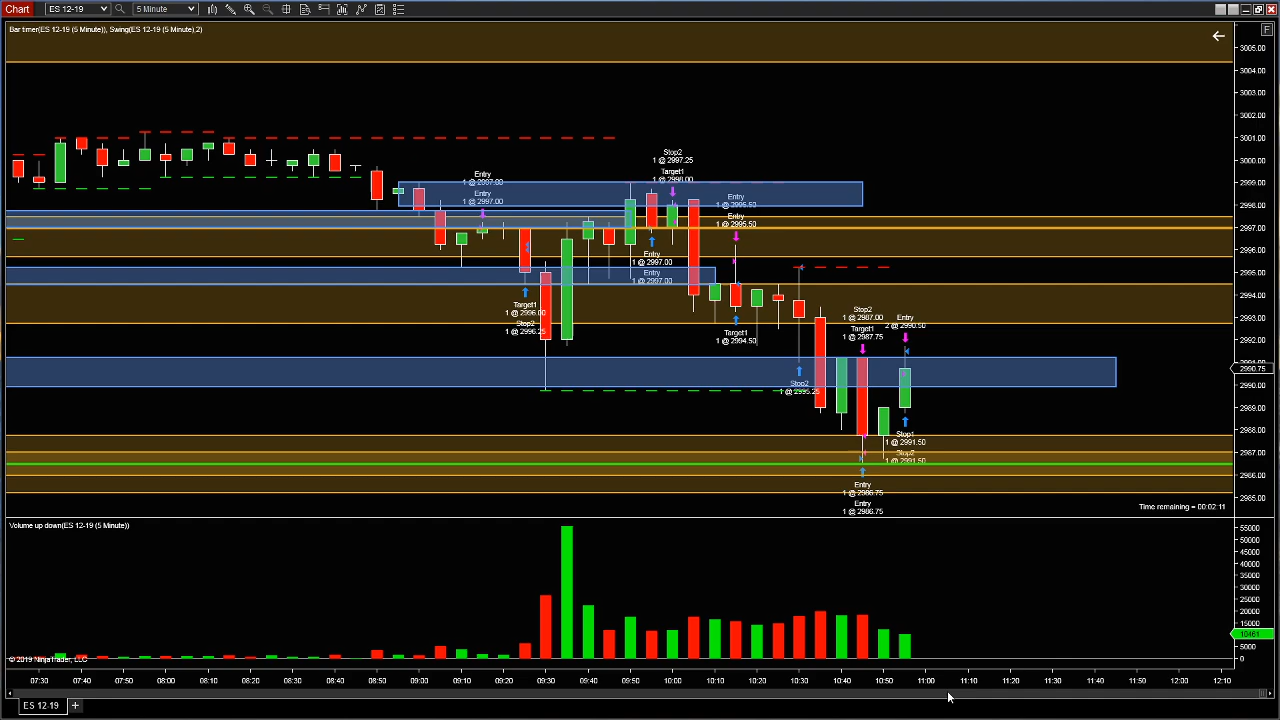 Chart ES 12-19 5 Minute
Bar timer(ES 12-19 (5 Minute)), Swing(ES 12-19 (5 Minute),2)
F
3005.00
3004.00
3003.00
3002.00
3001.00
3000.00
2999.00
2998.00
2997.00
2996.00
2995.00
2994.00
2993.00
2992.00
2990.75
2990.00
2989.00
2988.00
2987.00
2986.00
2985.00
Entry
1 @ 2997.00
Entry
1 @ 2997.00
Target1
1 @ 2996.00
Stop2
1 @ 2996.25
Stop2
1 @ 2997.25
Target1
1 @ 2998.00
Entry
1 @ 2997.00
Entry
1 @ 2997.00
Entry
1 @ 2995.50
Entry
1 @ 2995.50
Target1
1 @ 2994.50
Stop2
1 @ 2995.25
Stop2
1 @ 2987.00
Target1
1 @ 2987.75
Entry
1 @ 2986.75
Entry
1 @ 2986.75
Entry
2 @ 2990.50
Stop1
1 @ 2991.50
Stop2
1 @ 2991.50
Time remaining = 00:02:11
Volume up down(ES 12-19 (5 Minute))
55000
50000
45000
40000
35000
30000
25000
20000
15000
10461
5000
0
© 2019 NinjaTrader, LLC
07:30 07:40 07:50 08:00 08:10 08:20 08:30 08:40 08:50 09:00 09:10 09:20 09:30 09:40 09:50 10:00 10:10 10:20 10:30 10:40 10:50 11:00 11:10 11:20 11:30 11:40 11:50 12:00 12:10
ES 12-19 +